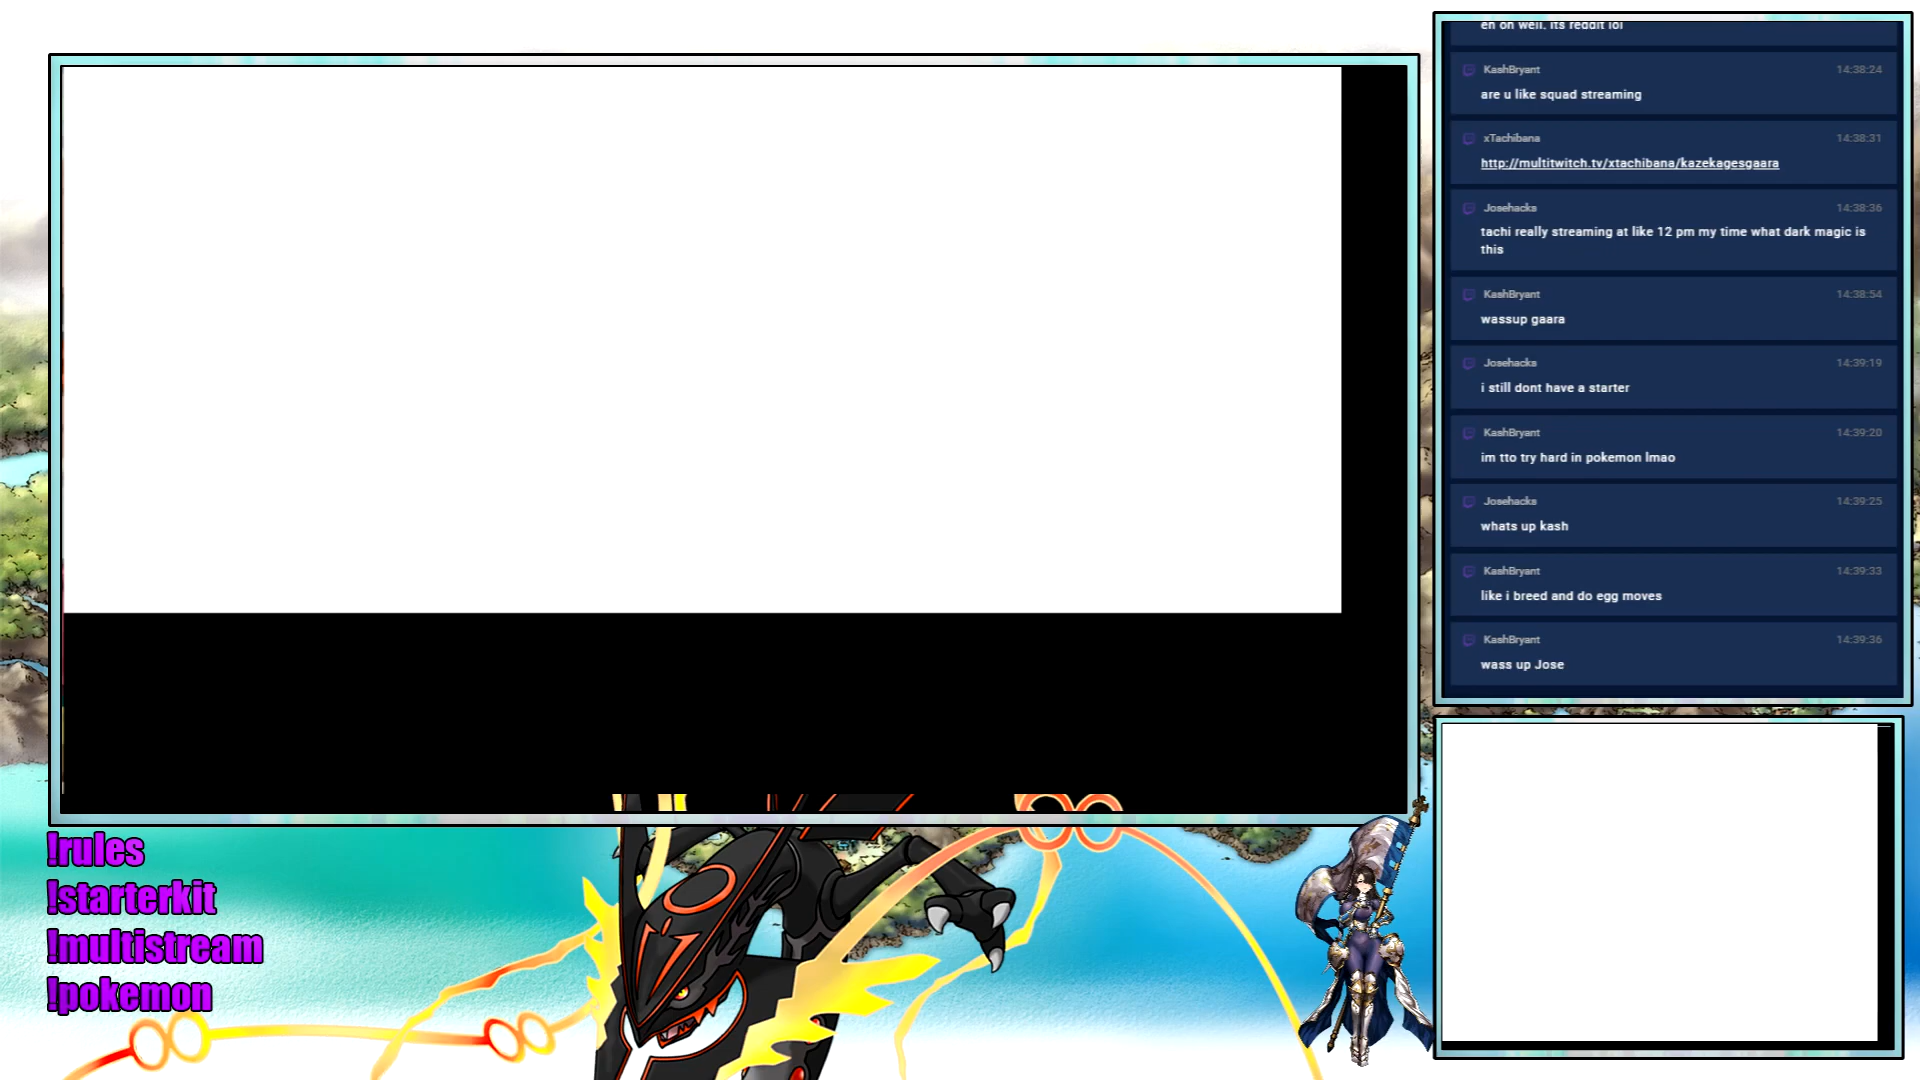 eh oh well. its reddit lol
KashBryant 14:38:24
are u like squad streaming
xTachibana 14:38:31
http://multitwitch.tv/xtachibana/kazekagesgaara
Josehacks 14:38:36
tachi really streaming at like 12 pm my time what dark magic is
this
KashBryant 14:38:54
wassup gaara
Josehacks 14:39:19
i still dont have a starter
KashBryant 14:39:20
im tto try hard in pokemon lmao
Josehacks 14:39:25
whats up kash
KashBryant 14:39:33
like i breed and do egg moves
KashBryant 14:39:36
wass up Jose
!rules
!starterkit
!multistream
!pokemon